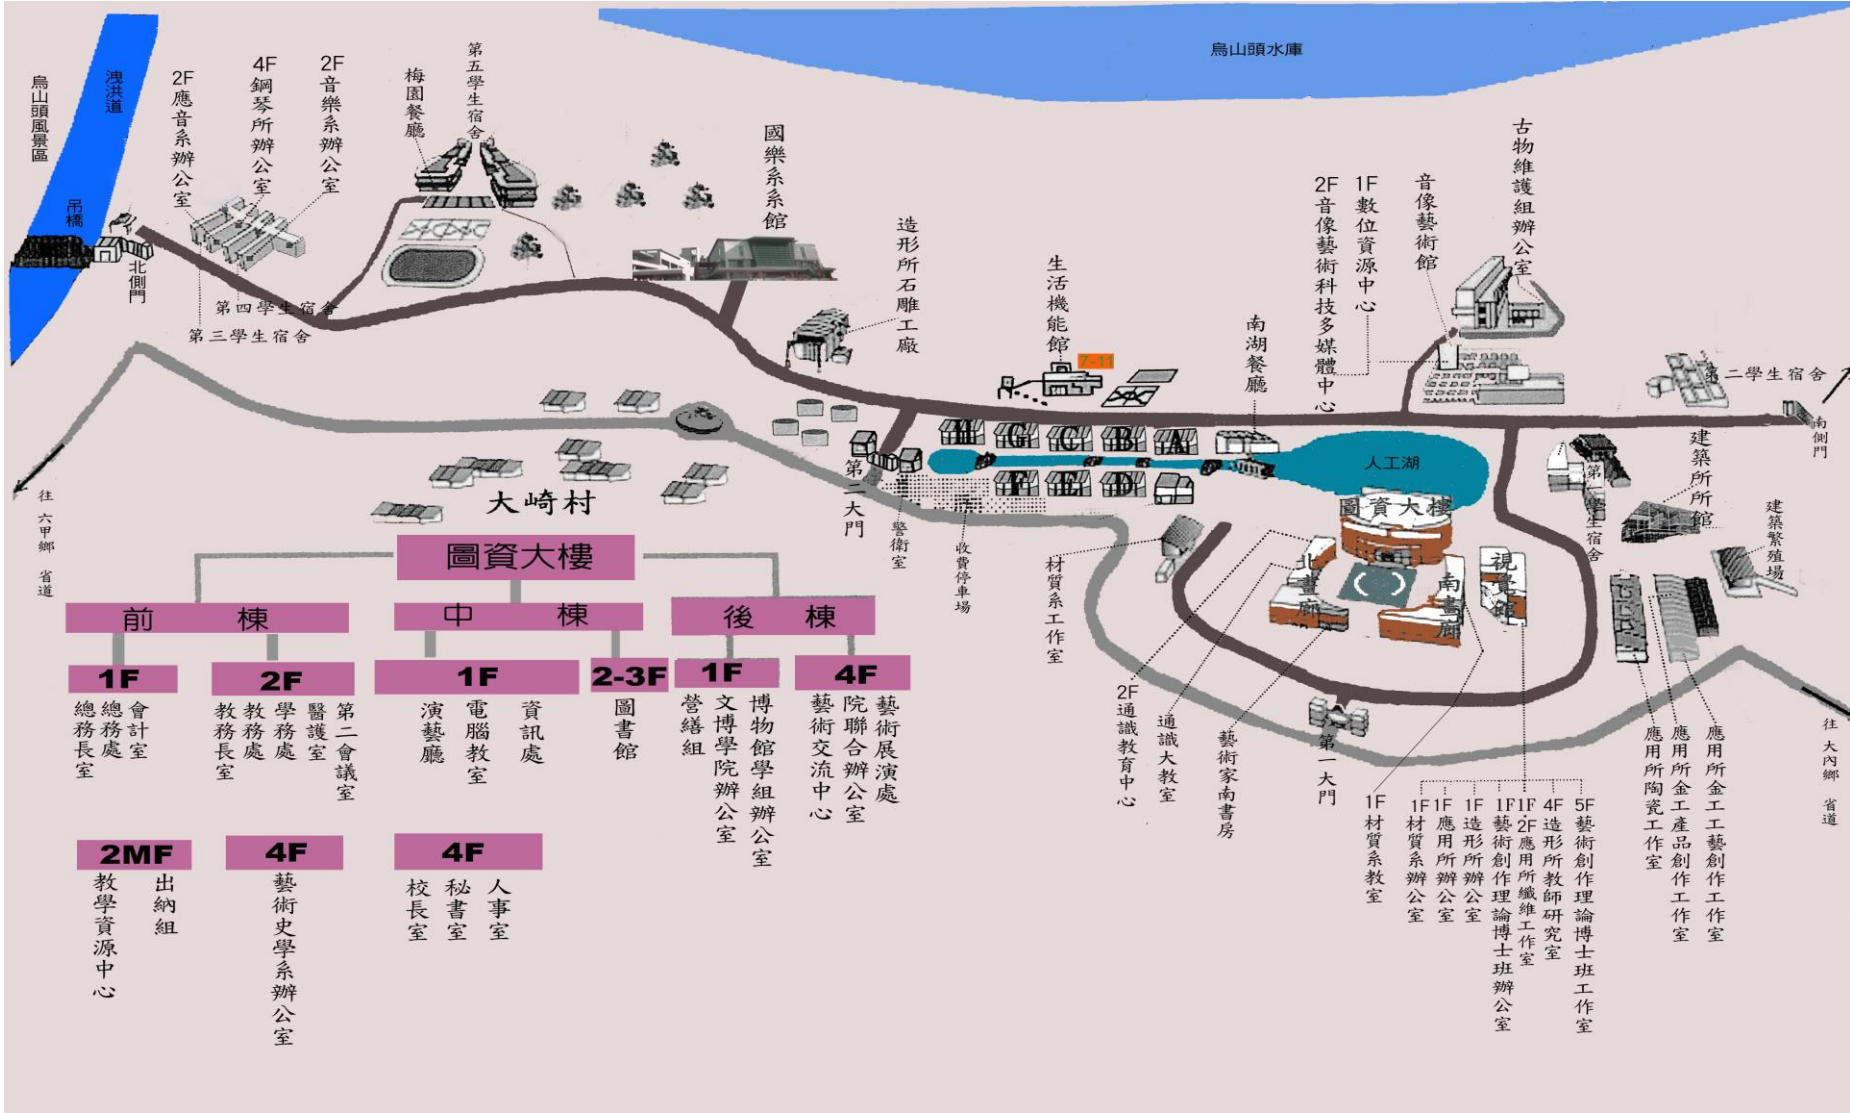 烏山頭水庫
烏山頭風景區
洩洪道
吊橋
北側門
2F應音系辦公室
4F鋼琴所辦公室
2F音樂系辦公室
第四學生宿舍
第三學生宿舍
梅園餐廳
第五學生宿舍
國樂系系館
造形所石雕工廠
生活機能館
7-11
南湖餐廳
2F音像藝術科技多媒體中心
1F數位資源中心
音像藝術館
古物維護組辦公室
第二學生宿舍
南側門
H
G
C
B
A
F
E
D
人工湖
第二大門
警衛室
收費停車場
材質系工作室
大崎村
往 六甲鄉 省道
圖資大樓
北畫廊
南畫廊
視覺館
第一學生宿舍
建築所所館
建築繁殖場
2F通識教育中心
通識大教室
藝術家南書房
第一大門
1F材質系教室
1F材質系辦公室
1F應用所辦公室
1F造形所辦公室
1F藝術創作理論博士班辦公室
1F.2F應用所纖維工作室
4F造形所教師研究室
5F藝術創作理論博士班工作室
應用所陶瓷工作室
應用所金工產品創作工作室
應用所金工工藝創作工作室
往 大內鄉 省道
圖資大樓
前 棟
中 棟
後 棟
1F
總務長室
總務處
會計室
2F
教務長室
教務處
學務處
醫護室
第二會議室
1F
演藝廳
電腦教室
資訊處
2-3F
圖書館
1F
營繕組
文博學院辦公室
博物館學組辦公室
4F
藝術交流中心
院聯合辦公室
藝術展演處
2MF
教學資源中心
出納組
4F
藝術史學系辦公室
4F
校長室
秘書室
人事室